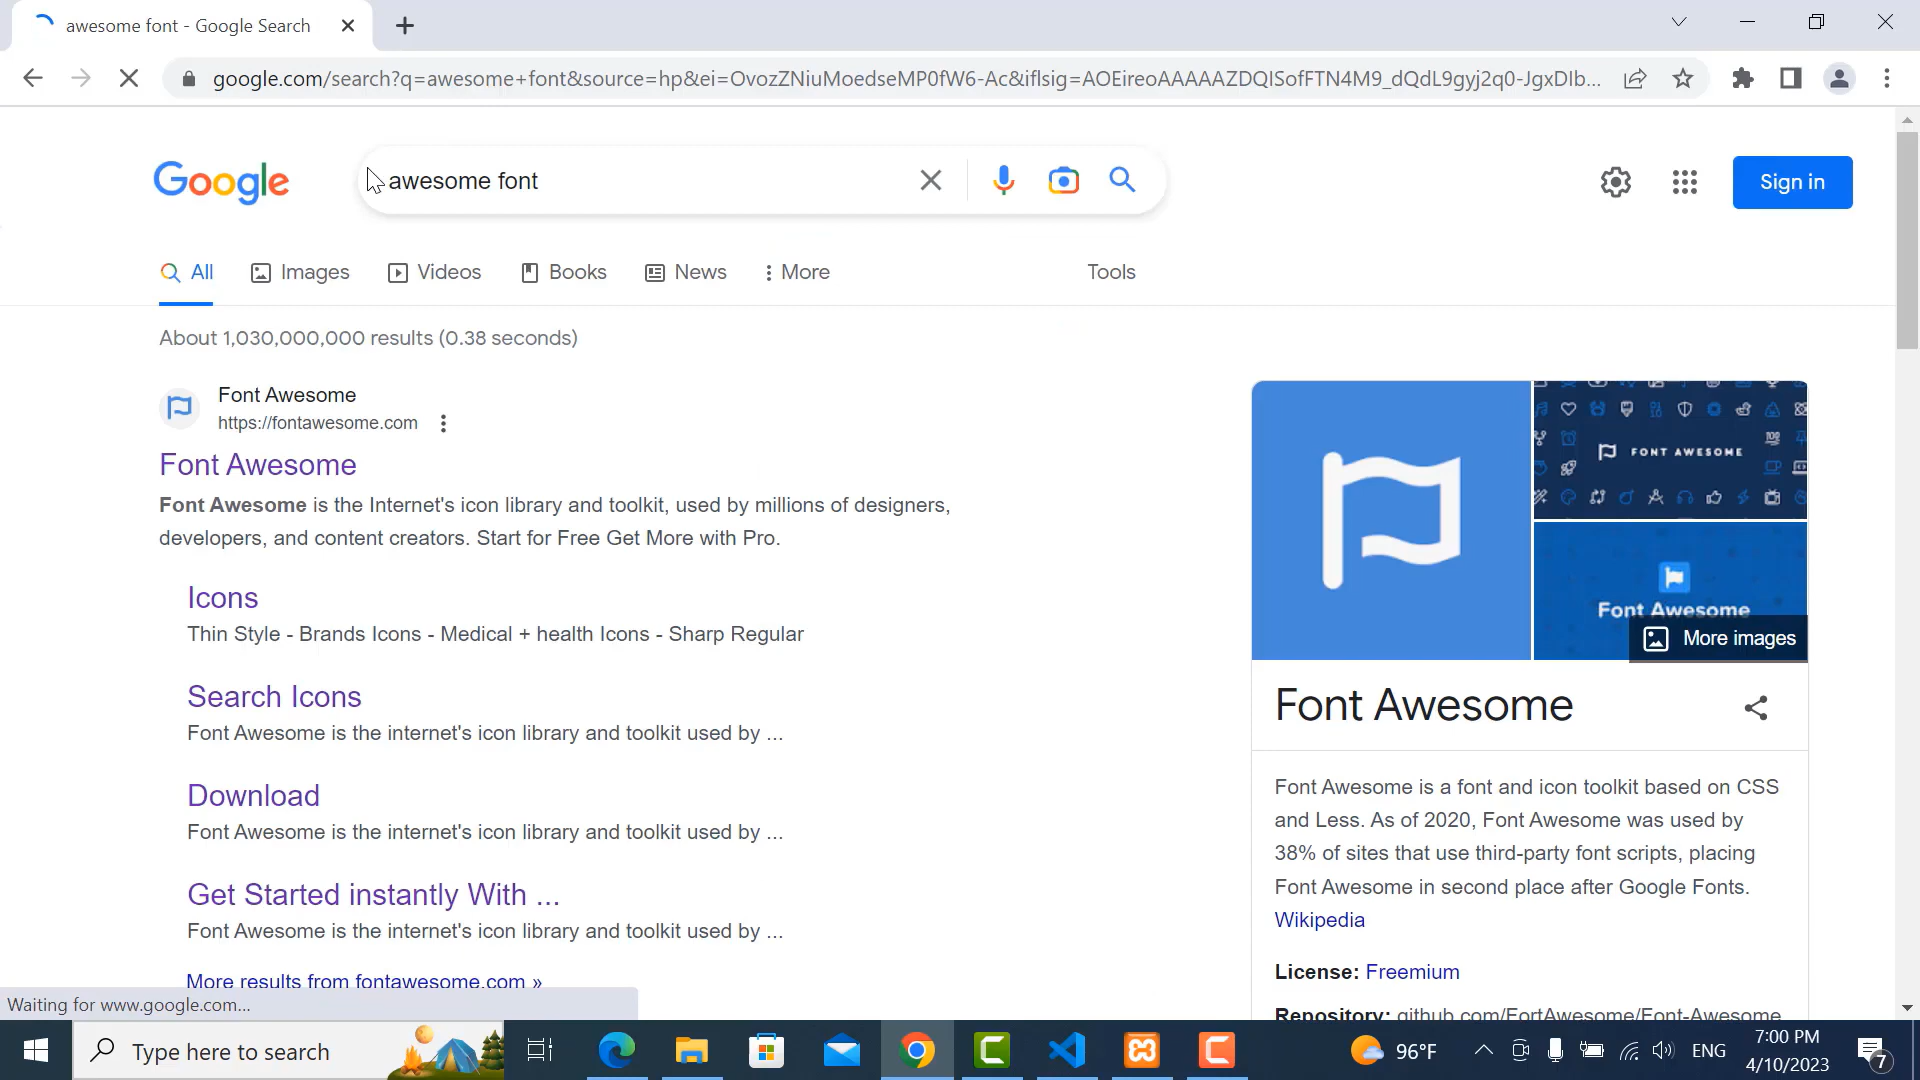 awesome font - Google Search
google.com/search?q=awesome+font&source=hp&ei=OvozZNiuMoedseMP0fW6-Ac&iflsig=AOEireoAAAAAZDQISofFTN4M9_dQdL9gyj2q0-JgxDIb...
Google
awesome font
Sign in
All
Images
Videos
Books
News
More
Tools
About 1,030,000,000 results (0.38 seconds)
Font Awesome
https://fontawesome.com
Font Awesome
Font Awesome is the Internet's icon library and toolkit, used by millions of designers,
developers, and content creators. Start for Free Get More with Pro.
Icons
Thin Style - Brands Icons - Medical + health Icons - Sharp Regular
Search Icons
Font Awesome is the internet's icon library and toolkit used by ...
Download
Font Awesome is the internet's icon library and toolkit used by ...
Get Started instantly With ...
Font Awesome is the internet's icon library and toolkit used by ...
More results from fontawesome.com »
FONT AWESOME
Font Awesome
More images
Font Awesome
Font Awesome is a font and icon toolkit based on CSS
and Less. As of 2020, Font Awesome was used by
38% of sites that use third-party font scripts, placing
Font Awesome in second place after Google Fonts.
Wikipedia
License: Freemium
Repository: github.com/FortAwesome/Font-Awesome
Waiting for www.google.com...
Type here to search
96°F
ENG
7:00 PM
4/10/2023
7